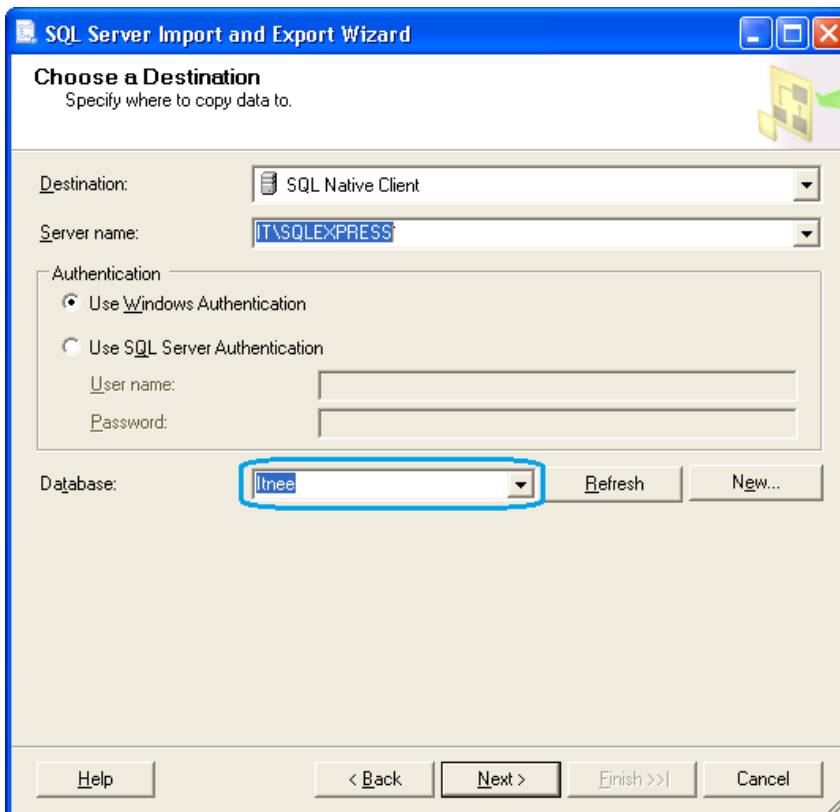 SQL Server Import and Export Wizard
Choose a Destination
Specify where to copy data to.
Destination: SQL Native Client
Server name: IT\SQLEXPRESS
Authentication
Use Windows Authentication
Use SQL Server Authentication
User name:
Password:
Database: Itnee Refresh New...
Help < Back Next > Finish >>| Cancel